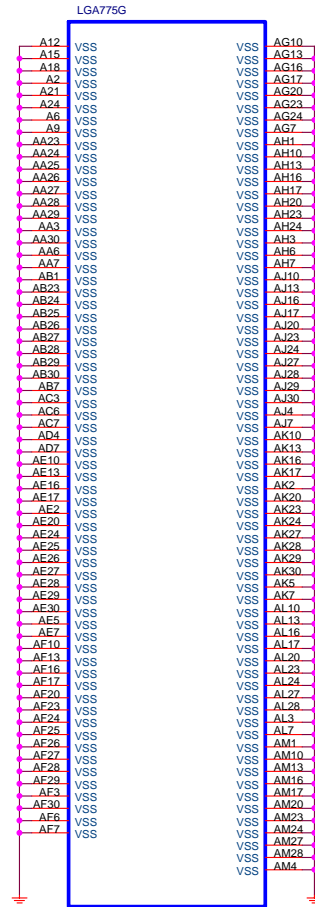 LGA775G
A12 VSS VSS AG10
A15 VSS VSS AG13
A18 VSS VSS AG16
A2 VSS VSS AG17
A21 VSS VSS AG20
A24 VSS VSS AG23
A6 VSS VSS AG24
A9 VSS VSS AG7
AA23 VSS VSS AH1
AA24 VSS VSS AH10
AA25 VSS VSS AH13
AA26 VSS VSS AH16
AA27 VSS VSS AH17
AA28 VSS VSS AH20
AA29 VSS VSS AH23
AA3 VSS VSS AH24
AA30 VSS VSS AH3
AA6 VSS VSS AH6
AA7 VSS VSS AH7
AB1 VSS VSS AJ10
AB23 VSS VSS AJ13
AB24 VSS VSS AJ16
AB25 VSS VSS AJ17
AB26 VSS VSS AJ20
AB27 VSS VSS AJ23
AB28 VSS VSS AJ24
AB29 VSS VSS AJ27
AB30 VSS VSS AJ28
AB7 VSS VSS AJ29
AC3 VSS VSS AJ30
AC6 VSS VSS AJ4
AC7 VSS VSS AJ7
AD4 VSS VSS AK10
AD7 VSS VSS AK13
AE10 VSS VSS AK16
AE13 VSS VSS AK17
AE16 VSS VSS AK2
AE17 VSS VSS AK20
AE2 VSS VSS AK23
AE20 VSS VSS AK24
AE24 VSS VSS AK27
AE25 VSS VSS AK28
AE26 VSS VSS AK29
AE27 VSS VSS AK30
AE28 VSS VSS AK5
AE29 VSS VSS AK7
AE30 VSS VSS AL10
AE5 VSS VSS AL13
AE7 VSS VSS AL16
AF10 VSS VSS AL17
AF13 VSS VSS AL20
AF16 VSS VSS AL23
AF17 VSS VSS AL24
AF20 VSS VSS AL27
AF23 VSS VSS AL28
AF24 VSS VSS AL3
AF25 VSS VSS AL7
AF26 VSS VSS AM1
AF27 VSS VSS AM10
AF28 VSS VSS AM13
AF29 VSS VSS AM16
AF3 VSS VSS AM17
AF30 VSS VSS AM20
AF6 VSS VSS AM23
AF7 VSS VSS AM24
VSS AM27
VSS AM28
VSS AM4